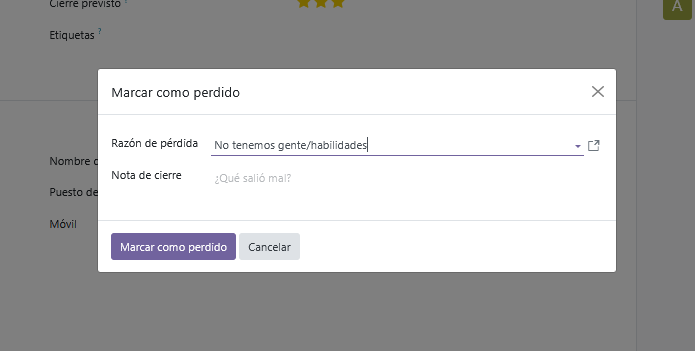 Cierre previsto ?
Etiquetas ?
A
Marcar como perdido
Razón de pérdida
No tenemos gente/habilidades
Nota de cierre
¿Qué salió mal?
Marcar como perdido
Cancelar
Nombre
Puesto de
Móvil